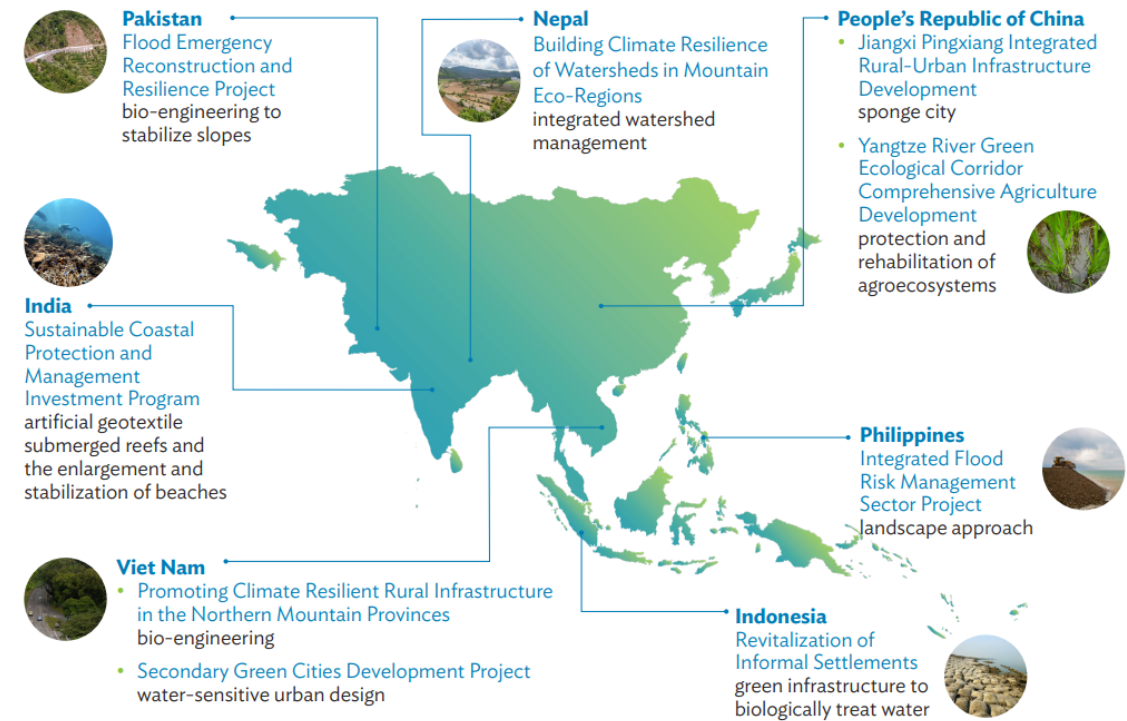 Pakistan
Flood Emergency
Reconstruction and
Resilience Project
bio-engineering to
stabilize slopes
Nepal
Building Climate Resilience
of Watersheds in Mountain
Eco-Regions
integrated watershed
management
People’s Republic of China
• Jiangxi Pingxiang Integrated
Rural-Urban Infrastructure
Development
sponge city
• Yangtze River Green
Ecological Corridor
Comprehensive Agriculture
Development
protection and
rehabilitation of
agroecosystems
India
Sustainable Coastal
Protection and
Management
Investment Program
artificial geotextile
submerged reefs and
the enlargement and
stabilization of beaches
Philippines
Integrated Flood
Risk Management
Sector Project
landscape approach
Viet Nam
• Promoting Climate Resilient Rural Infrastructure
in the Northern Mountain Provinces
bio-engineering
• Secondary Green Cities Development Project
water-sensitive urban design
Indonesia
Revitalization of
Informal Settlements
green infrastructure to
biologically treat water